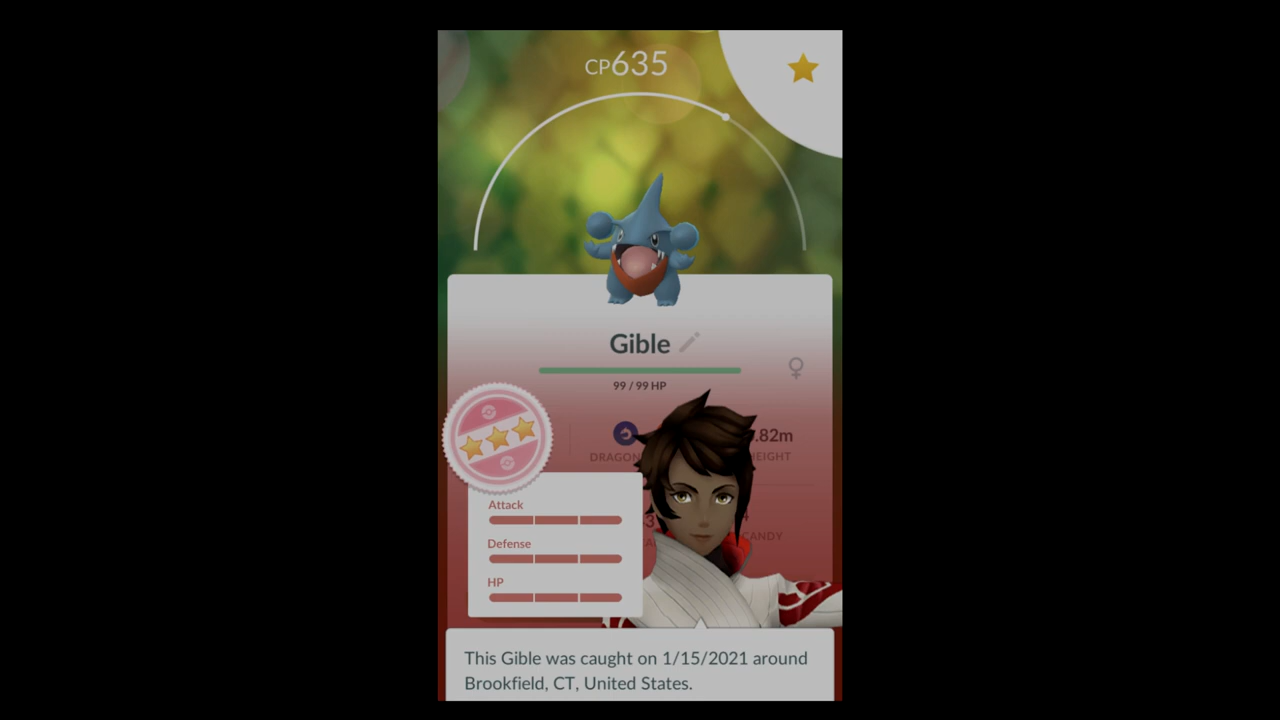 CP635
Gible
99 / 99 HP
DRAGON
.82m
HEIGHT
CANDY
Attack
Defense
HP
This Gible was caught on 1/15/2021 around
Brookfield, CT, United States.